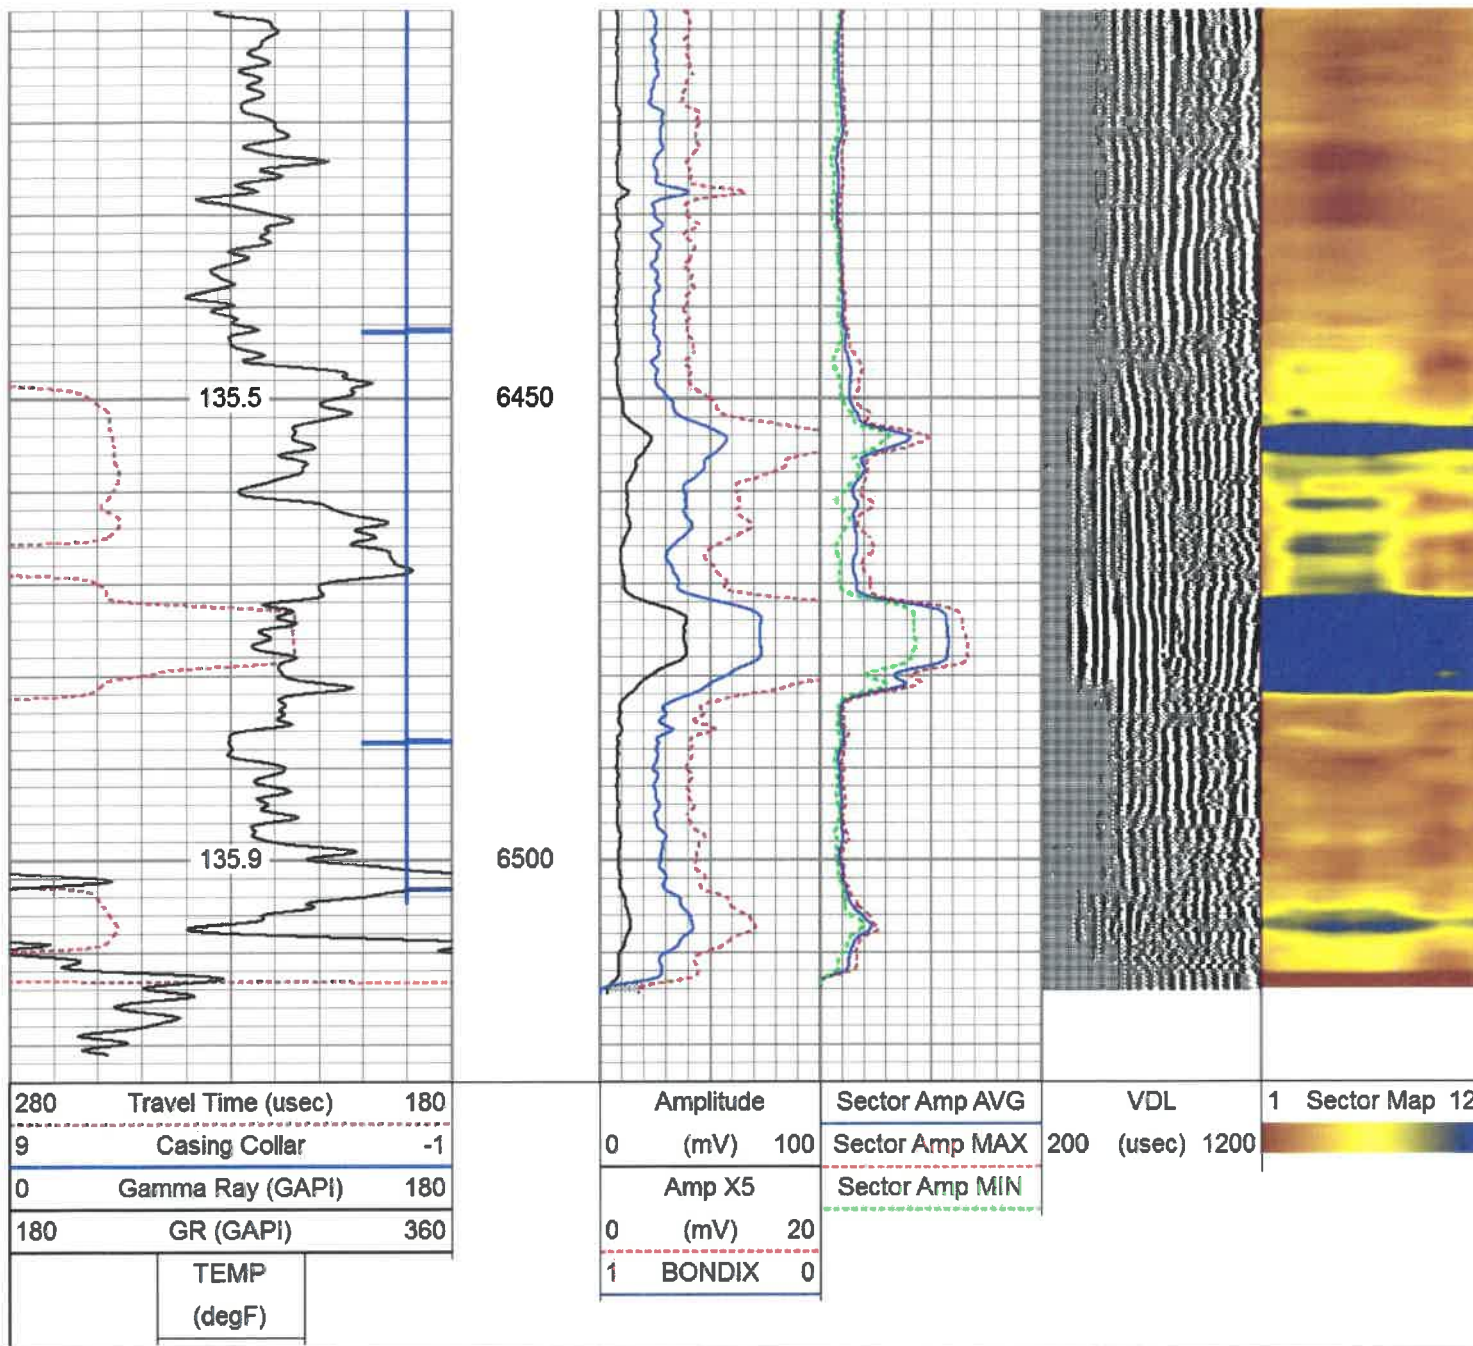 135.5
6450
135.9
6500
280 Travel Time (usec) 180
9 Casing Collar -1
0 Gamma Ray (GAPI) 180
180 GR (GAPI) 360
TEMP
(degF)
Amplitude
0 (mV) 100
Amp X5
0 (mV) 20
1 BONDIX 0
Sector Amp AVG
Sector Amp MAX
Sector Amp MIN
VDL
200 (usec) 1200
1 Sector Map 12